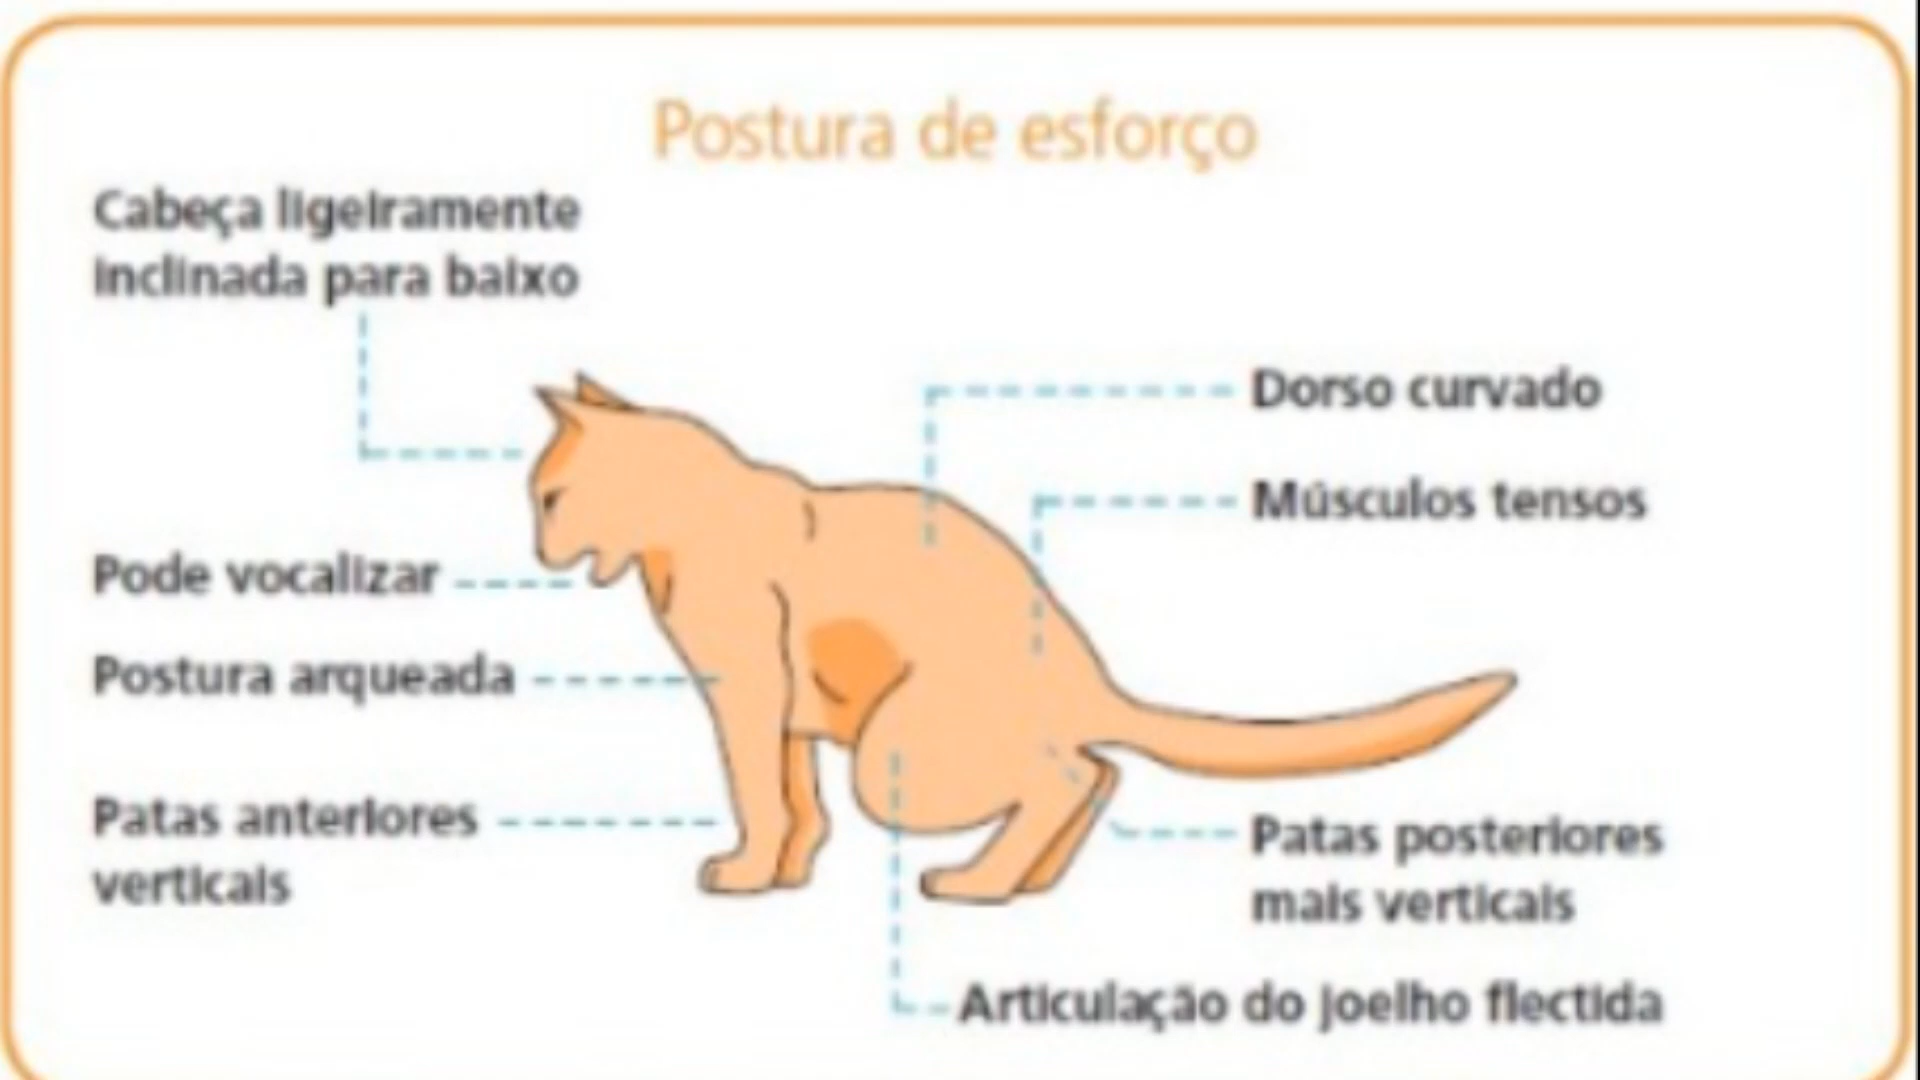 Postura de esforço
Cabeça ligeiramente
inclinada para baixo
Dorso curvado
Músculos tensos
Pode vocalizar
Postura arqueada
Patas anteriores
verticais
Patas posteriores
mais verticais
Articulação do joelho flectida